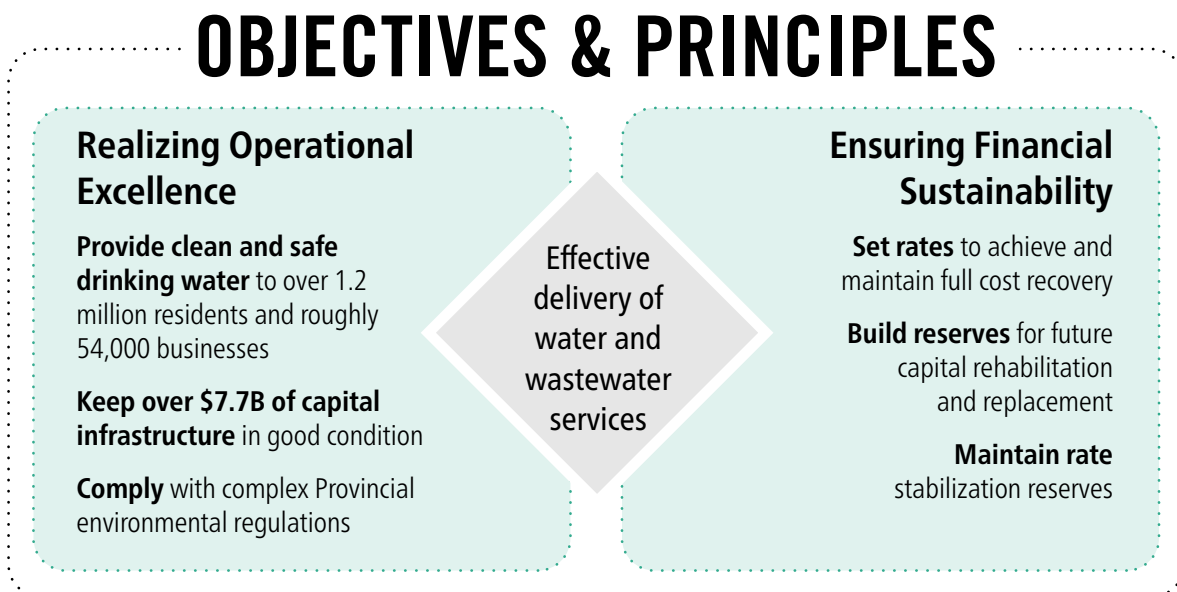 OBJECTIVES & PRINCIPLES
Realizing Operational
Excellence
Provide clean and safe
drinking water to over 1.2
million residents and roughly
54,000 businesses
Keep over $7.7B of capital
infrastructure in good condition
Comply with complex Provincial
environmental regulations
Effective
delivery of
water and
wastewater
services
Ensuring Financial
Sustainability
Set rates to achieve and
maintain full cost recovery
Build reserves for future
capital rehabilitation
and replacement
Maintain rate
stabilization reserves